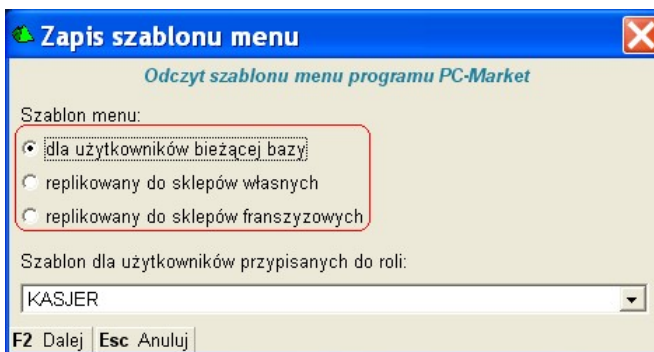 Zapis szablonu menu
Odczyt szablonu menu programu PC-Market
Szablon menu:
dla użytkowników bieżącej bazy
replikowany do sklepów własnych
replikowany do sklepów franszyzowych
Szablon dla użytkowników przypisanych do roli:
KASJER
F2 Dalej Esc Anuluj